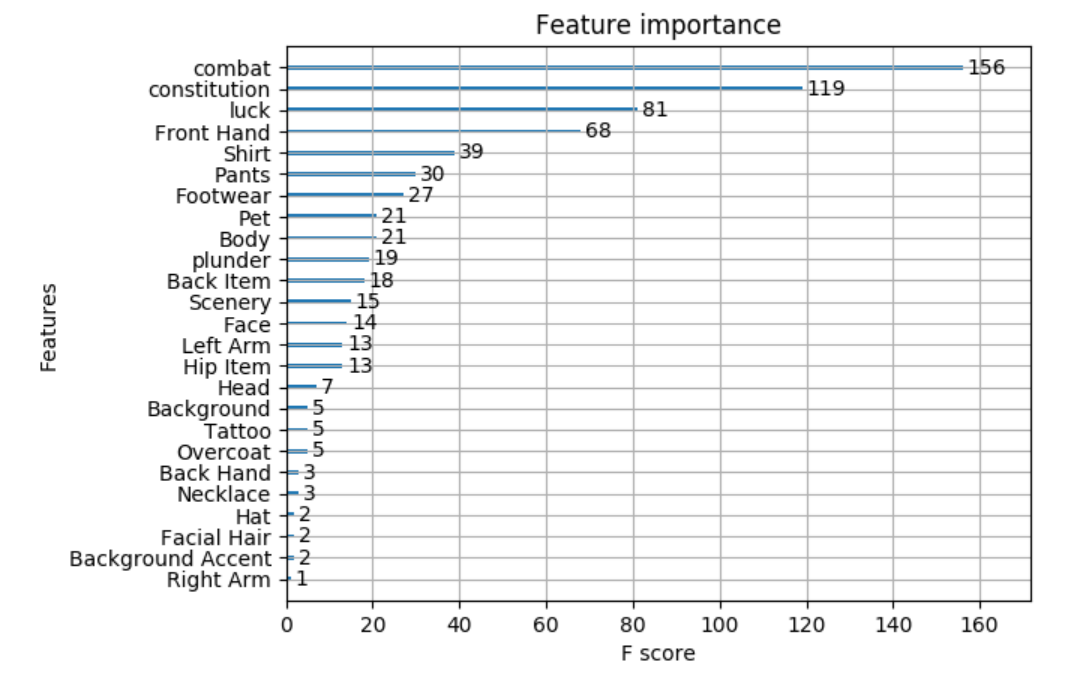 Feature importance
combat 156
constitution 119
luck 81
Front Hand 68
Shirt 39
Pants 30
Footwear 27
Pet 21
Body 21
plunder 19
Back Item 18
Scenery 15
Face 14
Left Arm 13
Hip Item 13
Head 7
Background 5
Tattoo 5
Overcoat 5
Back Hand 3
Necklace 3
Hat 2
Facial Hair 2
Background Accent 2
Right Arm 1
Features
0 20 40 60 80 100 120 140 160
F score